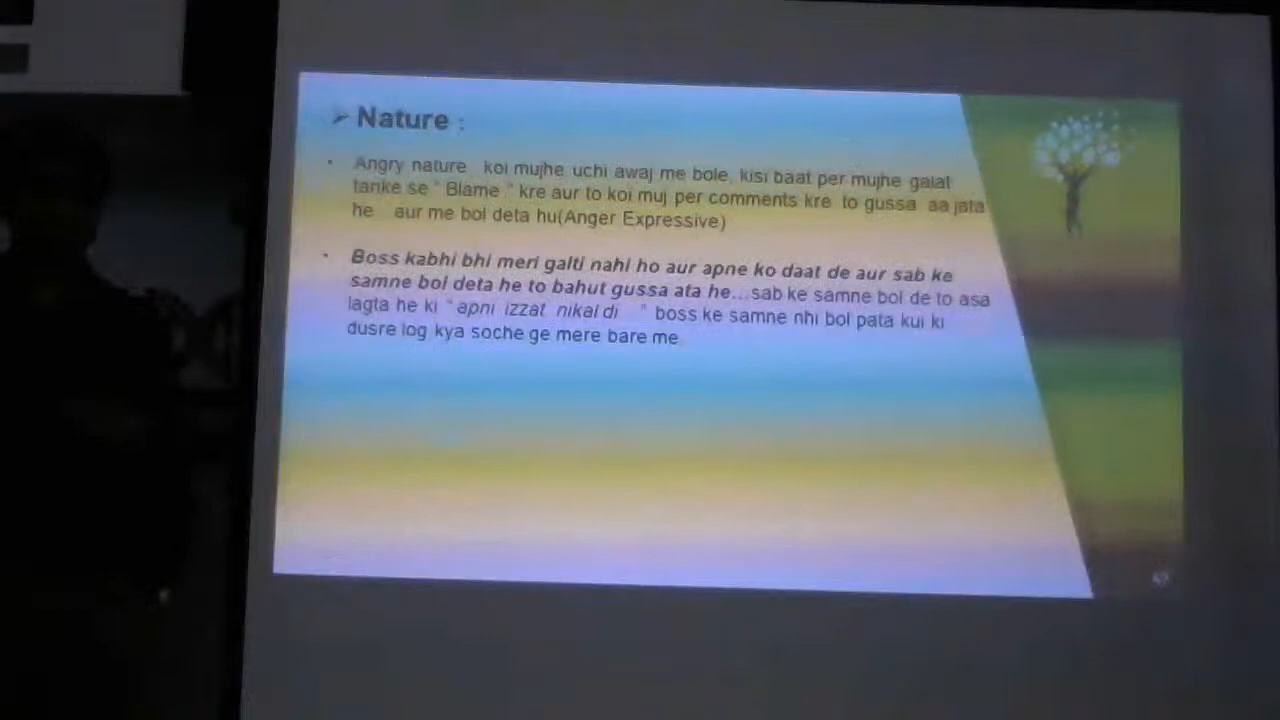 ➢ Nature :
• Angry nature koi mujhe uchi awaj me bole, kisi baat per mujhe galat
tarike se " Blame " kre aur to koi muj per comments kre to gussa aa jata
he aur me bol deta hu(Anger Expressive)
• Boss kabhi bhi meri galti nahi ho aur apne ko daat de aur sab ke
samne bol deta he to bahut gussa ata he...sab ke samne bol de to asa
lagta he ki " apni izzat nikal di " boss ke samne nhi bol pata kui ki
dusre log kya soche ge mere bare me